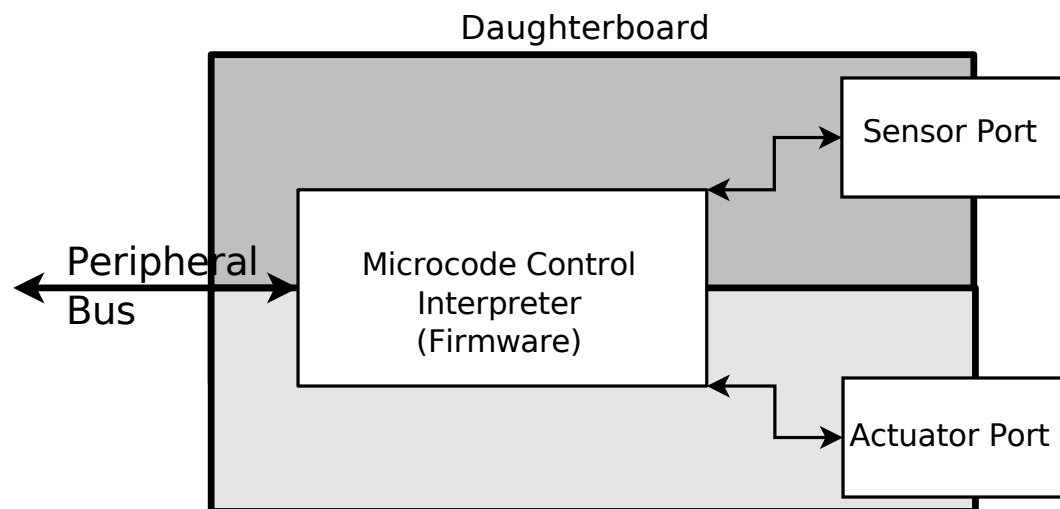 Daughterboard
Sensor Port
Peripheral
Bus
Microcode Control
Interpreter
(Firmware)
Actuator Port